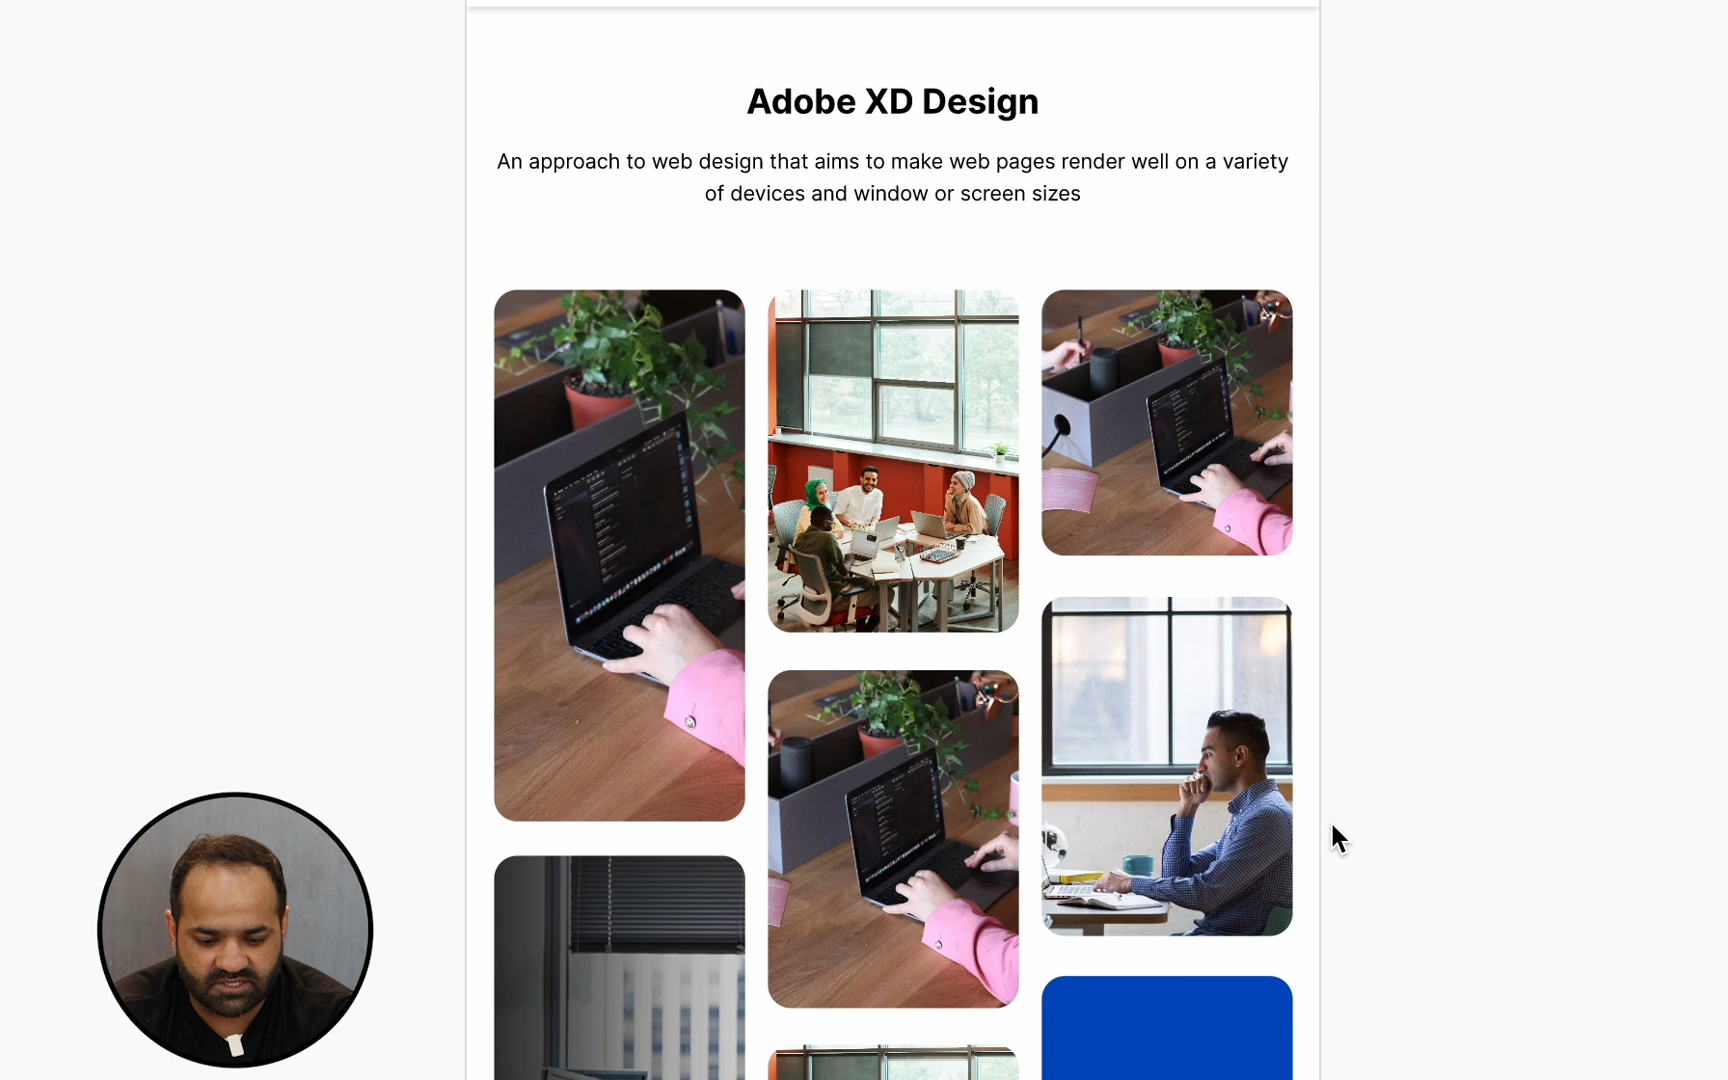 Adobe XD Design
An approach to web design that aims to make web pages render well on a variety
of devices and window or screen sizes